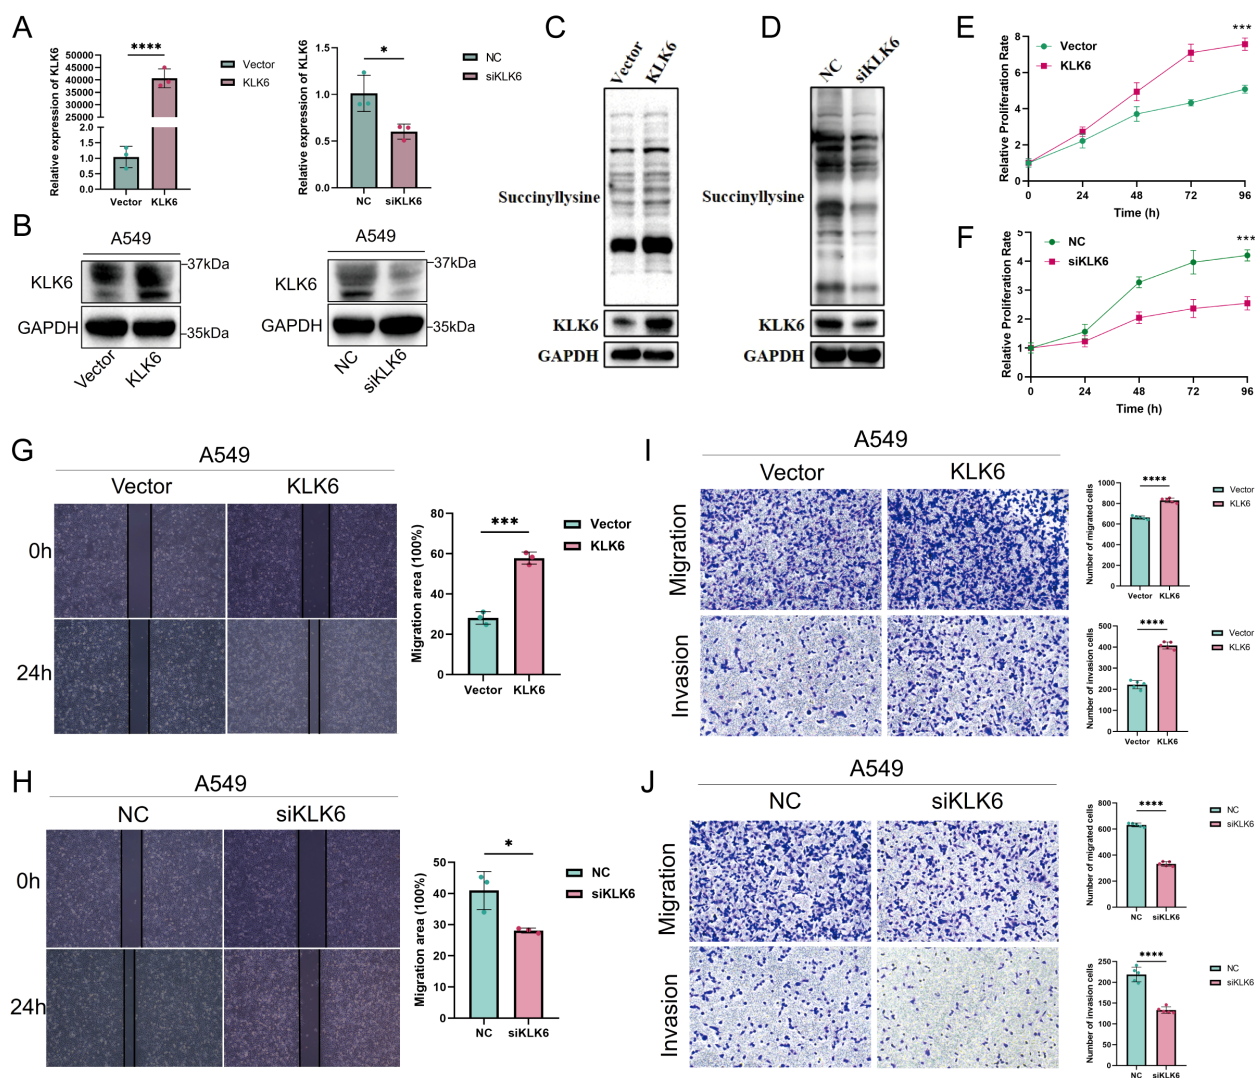 A
Relative expression of KLK6
50000
45000
40000
35000
30000
25000
2.0
1.5
1.0
0.5
0.0
****
Vector
KLK6
Vector
KLK6
Relative expression of KLK6
1.5
1.0
0.5
0.0
*
NC
siKLK6
NC
siKLK6
B
A549
KLK6
GAPDH
37kDa
35kDa
Vector
KLK6
A549
KLK6
GAPDH
37kDa
35kDa
NC
siKLK6
C
Vector
KLK6
Succinyllysine
KLK6
GAPDH
D
NC
siKLK6
Succinyllysine
KLK6
GAPDH
E
Relative Proliferation Rate
8
6
4
2
0
Vector
KLK6
***
0 24 48 72 96
Time (h)
F
Relative Proliferation Rate
5
4
3
2
1
0
NC
siKLK6
***
0 24 48 72 96
Time (h)
G
A549
Vector
KLK6
0h
24h
Migration area (100%)
80
60
40
20
0
***
Vector
KLK6
Vector
KLK6
H
A549
NC
siKLK6
0h
24h
Migration area (100%)
50
40
30
20
10
0
*
NC
siKLK6
NC
siKLK6
I
A549
Vector
KLK6
Migration
Invasion
Number of migrated cells
1000
800
600
400
200
0
****
Vector
KLK6
Vector
KLK6
Number of invasion cells
500
400
300
200
100
0
****
Vector
KLK6
Vector
KLK6
J
A549
NC
siKLK6
Migration
Invasion
Number of migrated cells
800
600
400
200
0
****
NC
siKLK6
NC
siKLK6
Number of invasion cells
250
200
150
100
50
0
****
NC
siKLK6
NC
siKLK6